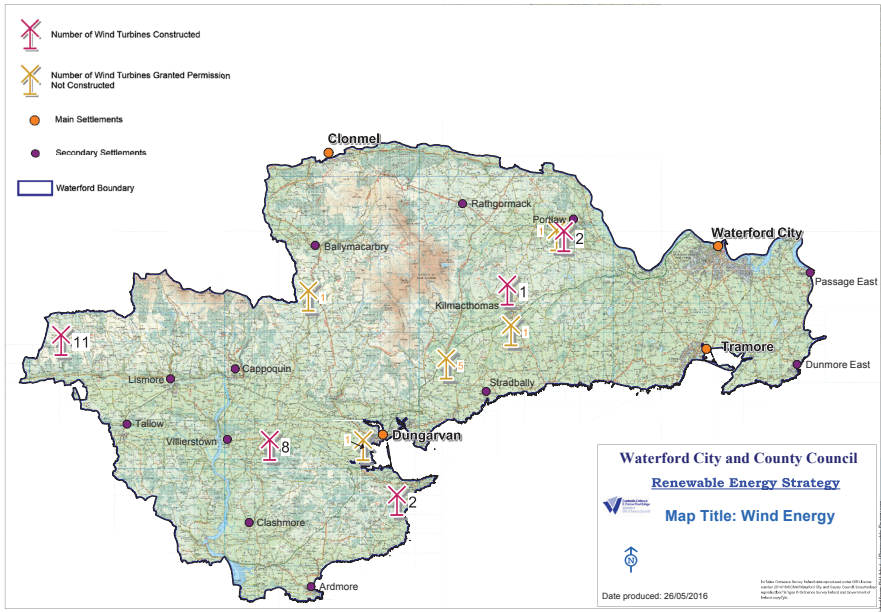 Number of Wind Turbines Constructed
Number of Wind Turbines Granted Permission
Not Constructed
Main Settlements
Secondary Settlements
Waterford Boundary
Clonmel
Rathgormack
Portlaw
1
2
Waterford City
Ballymacarbry
Passage East
1
1
Kilmacthomas
1
11
Tramore
5
Dunmore East
Cappoquin
Lismore
Stradbally
Tallow
Villierstown
8
1
Dungarvan
2
Clashmore
Ardmore
Waterford City and County Council
Renewable Energy Strategy
Map Title: Wind Energy
N
Date produced: 26/05/2016